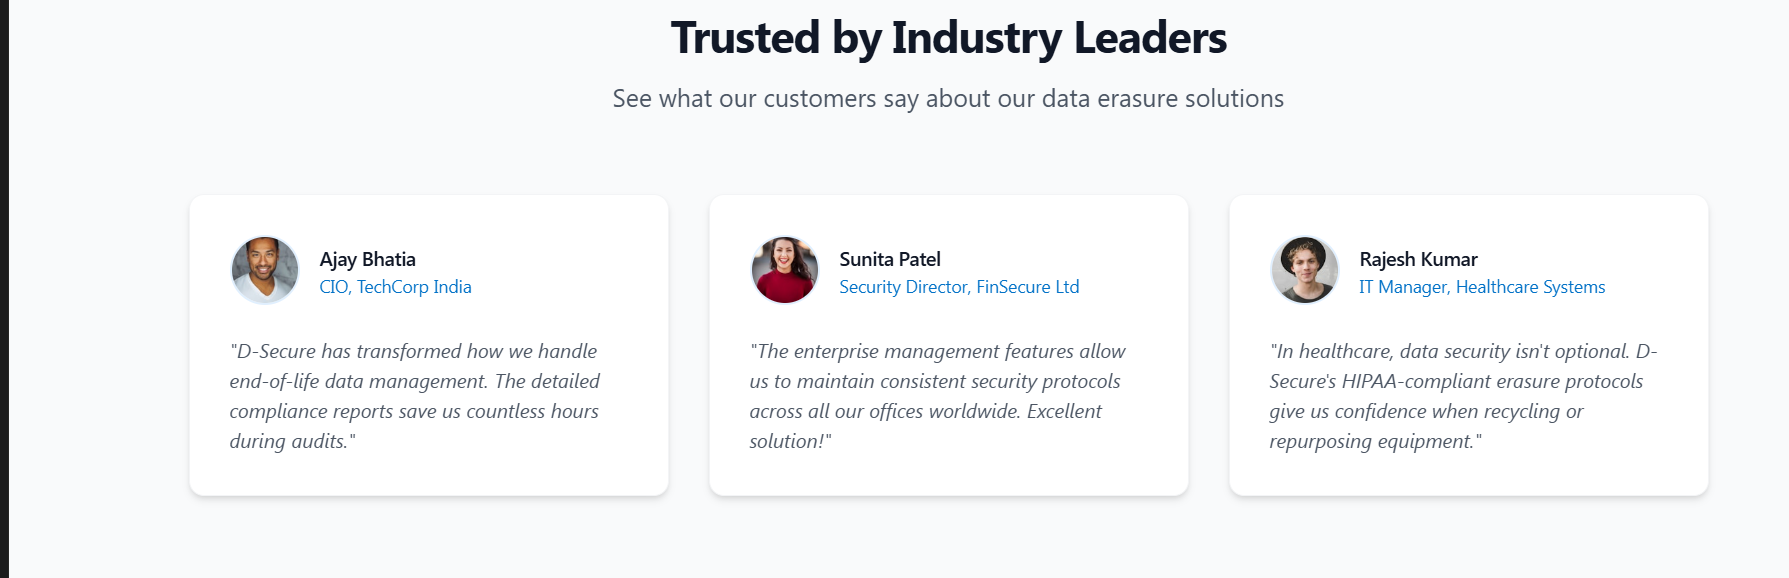 Trusted by Industry Leaders
See what our customers say about our data erasure solutions
Ajay Bhatia
CIO, TechCorp India
"D-Secure has transformed how we handle
end-of-life data management. The detailed
compliance reports save us countless hours
during audits."
Sunita Patel
Security Director, FinSecure Ltd
"The enterprise management features allow
us to maintain consistent security protocols
across all our offices worldwide. Excellent
solution!"
Rajesh Kumar
IT Manager, Healthcare Systems
"In healthcare, data security isn't optional. D-
Secure's HIPAA-compliant erasure protocols
give us confidence when recycling or
repurposing equipment."